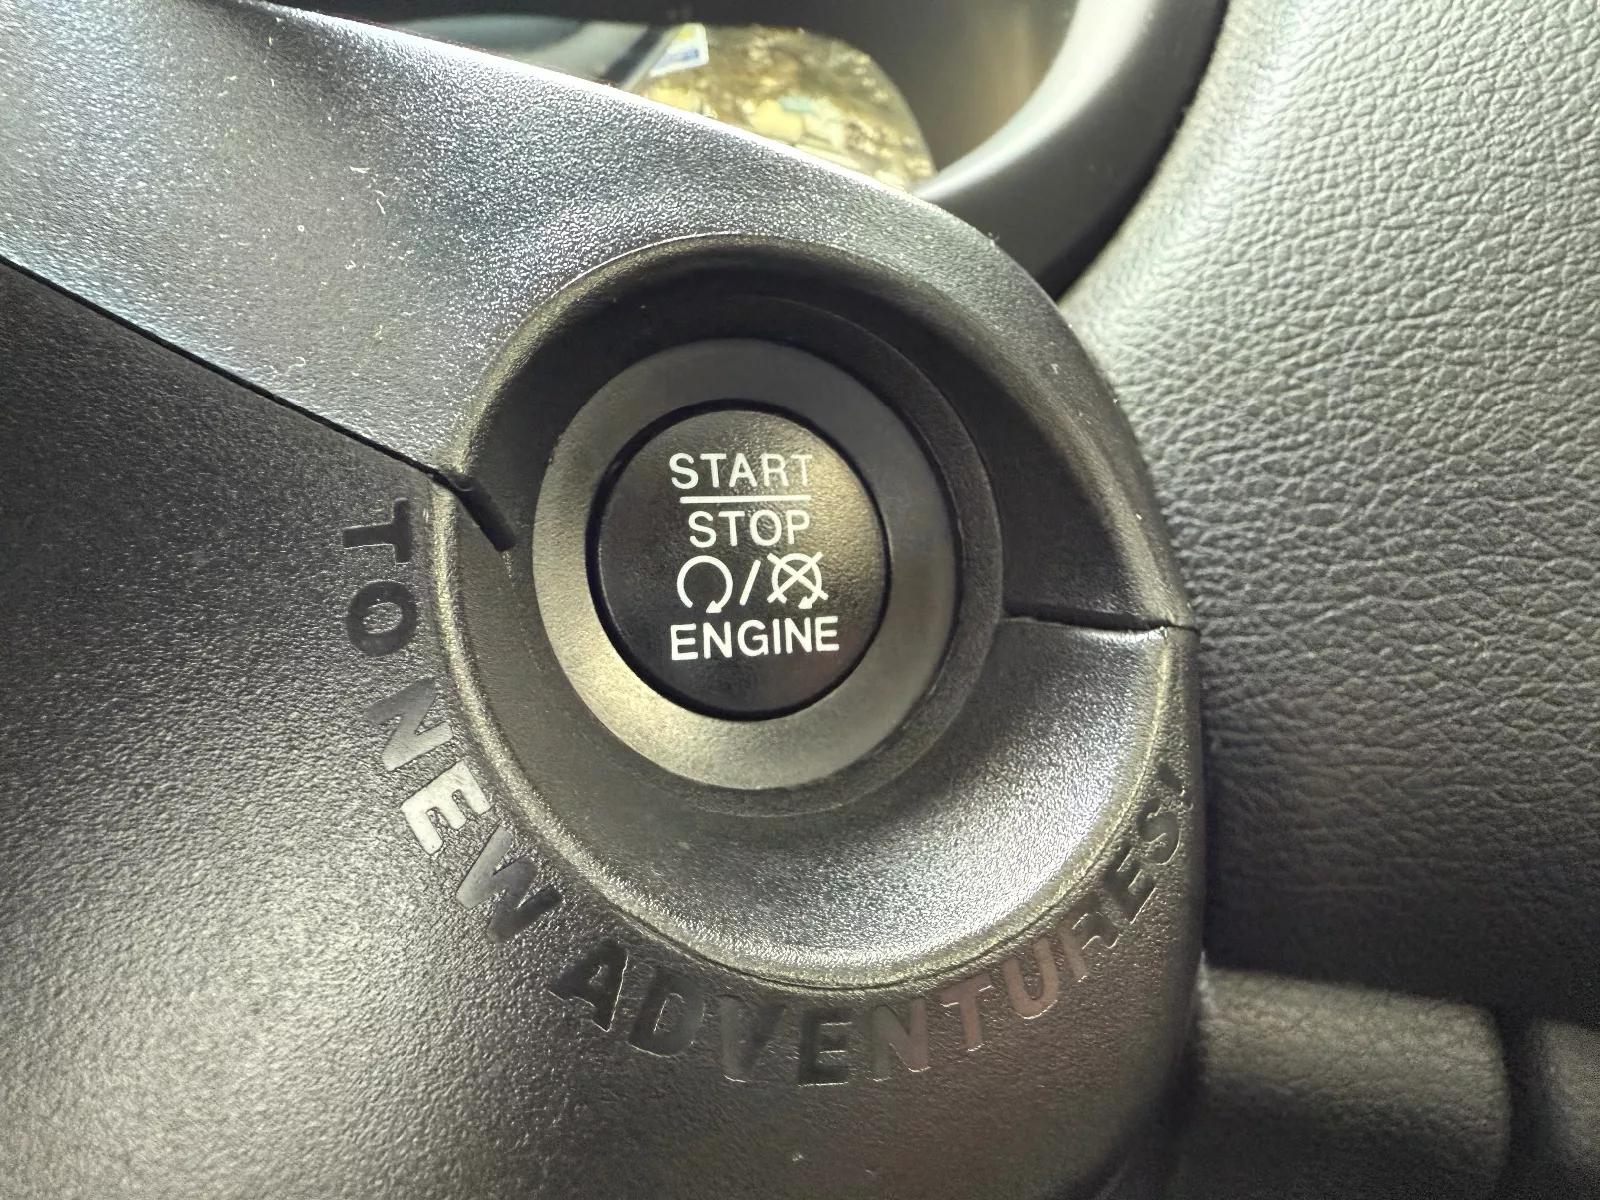 START
STOP
/
ENGINE
TO NEW ADVENTURES!